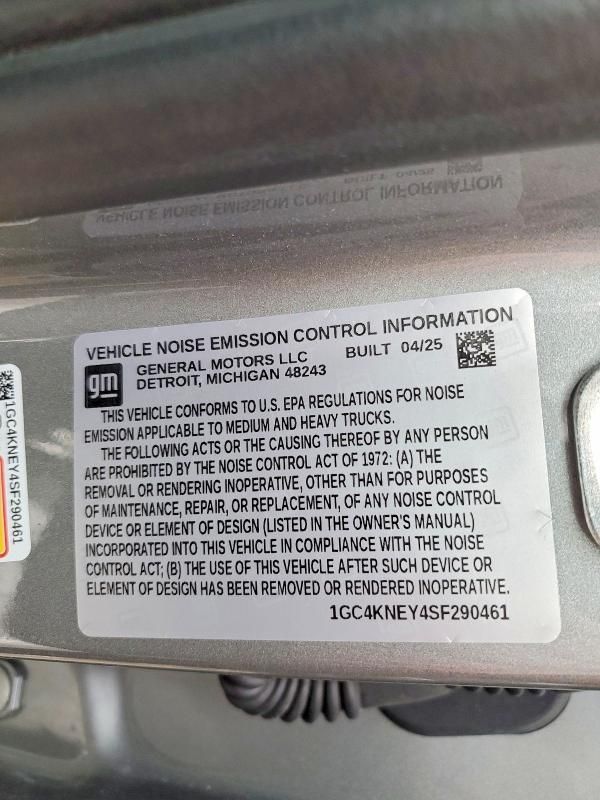 VEHICLE NOISE EMISSION CONTROL INFORMATION
gm
GENERAL MOTORS LLC BUILT 04/25
DETROIT, MICHIGAN 48243
THIS VEHICLE CONFORMS TO U.S. EPA REGULATIONS FOR NOISE
EMISSION APPLICABLE TO MEDIUM AND HEAVY TRUCKS.
THE FOLLOWING ACTS OR THE CAUSING THEREOF BY ANY PERSON
ARE PROHIBITED BY THE NOISE CONTROL ACT OF 1972: (A) THE
REMOVAL OR RENDERING INOPERATIVE, OTHER THAN FOR PURPOSES
OF MAINTENANCE, REPAIR, OR REPLACEMENT, OF ANY NOISE CONTROL
DEVICE OR ELEMENT OF DESIGN (LISTED IN THE OWNER'S MANUAL)
INCORPORATED INTO THIS VEHICLE IN COMPLIANCE WITH THE NOISE
CONTROL ACT; (B) THE USE OF THIS VEHICLE AFTER SUCH DEVICE OR
ELEMENT OF DESIGN HAS BEEN REMOVED OR RENDERED INOPERATIVE.
1GC4KNEY4SF290461
1GC4KNEY4SF290461